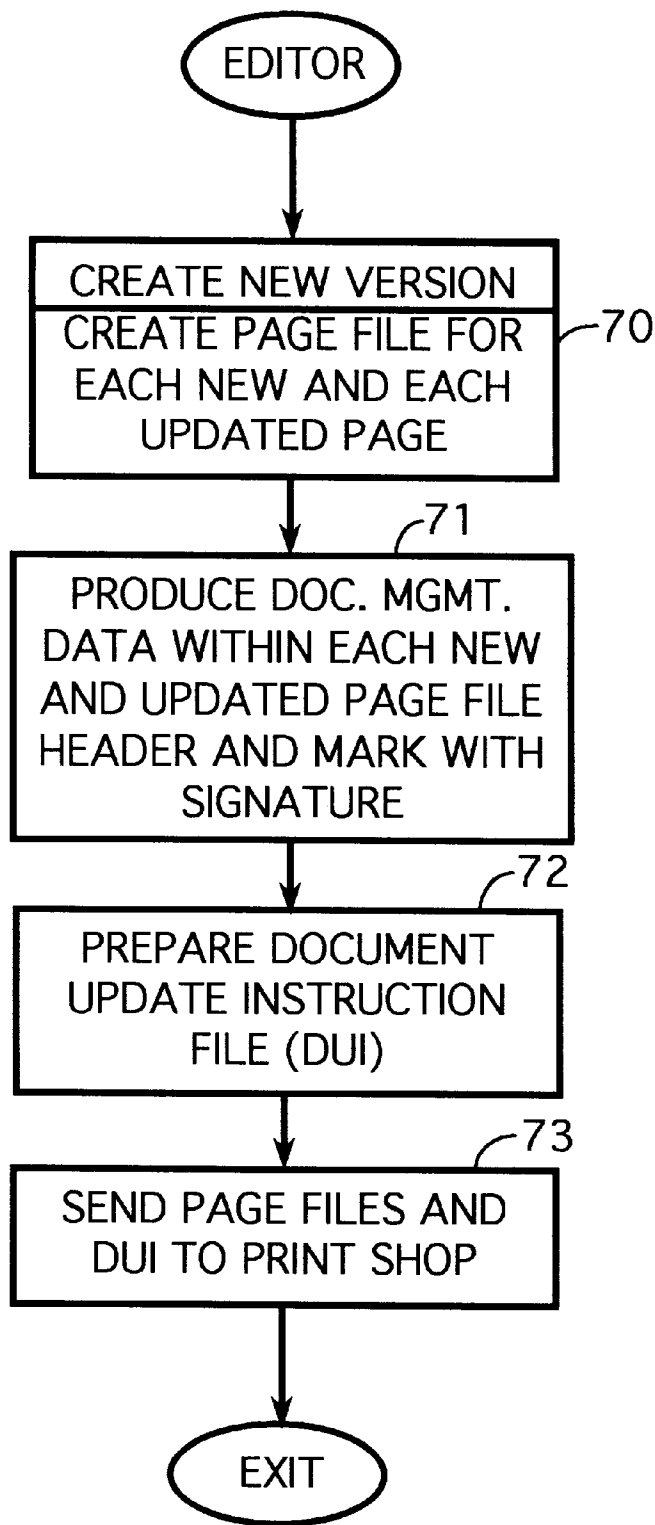 EDITOR
CREATE NEW VERSION
CREATE PAGE FILE FOR
EACH NEW AND EACH
UPDATED PAGE
70
71
PRODUCE DOC. MGMT.
DATA WITHIN EACH NEW
AND UPDATED PAGE FILE
HEADER AND MARK WITH
SIGNATURE
72
PREPARE DOCUMENT
UPDATE INSTRUCTION
FILE (DUI)
73
SEND PAGE FILES AND
DUI TO PRINT SHOP
EXIT